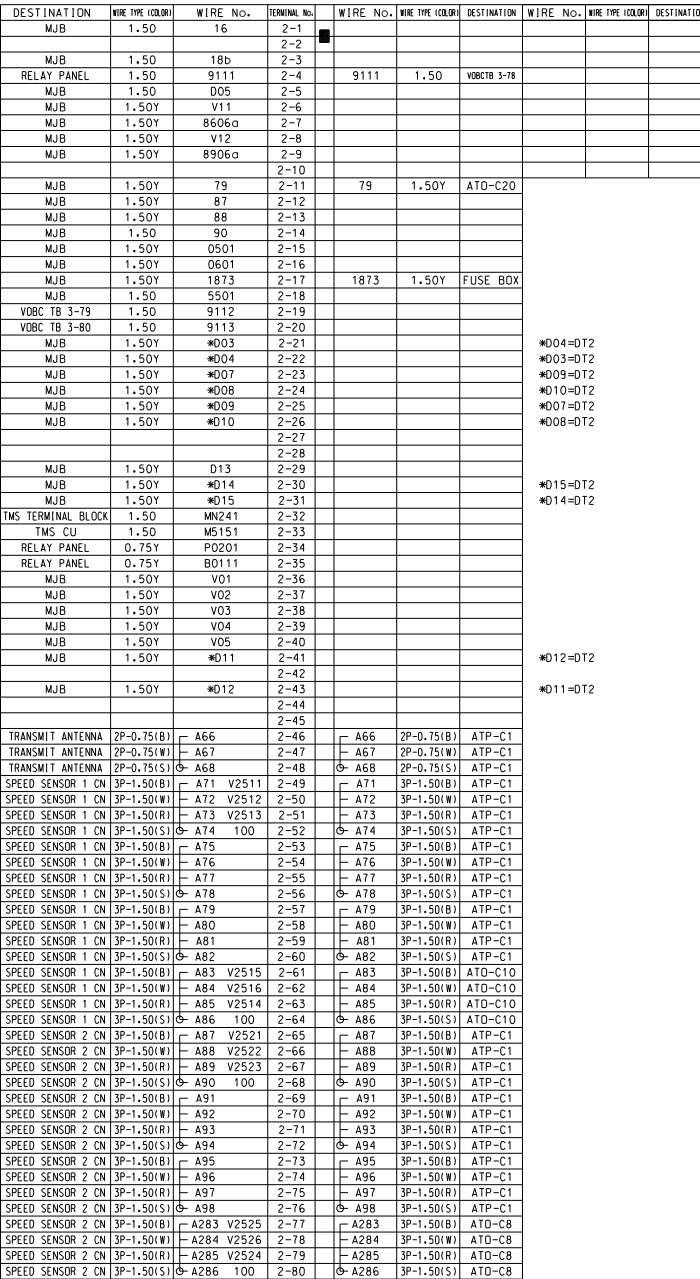 DESTINATION WIRE TYPE (COLOR) WIRE No. TERMINAL No. WIRE No. WIRE TYPE (COLOR) DESTINATION WIRE No. WIRE TYPE (COLOR) DESTINATIO
MJB 1.50 16 2-1
2-2
MJB 1.50 18b 2-3
RELAY PANEL 1.50 9111 2-4 9111 1.50 VOBCTB 3-78
MJB 1.50 D05 2-5
MJB 1.50Y V11 2-6
MJB 1.50Y 8606a 2-7
MJB 1.50Y V12 2-8
MJB 1.50Y 8906a 2-9
2-10
MJB 1.50Y 79 2-11 79 1.50Y ATO-C20
MJB 1.50Y 87 2-12
MJB 1.50Y 88 2-13
MJB 1.50 90 2-14
MJB 1.50Y 0501 2-15
MJB 1.50Y 0601 2-16
MJB 1.50Y 1873 2-17 1873 1.50Y FUSE BOX
MJB 1.50 5501 2-18
VOBC TB 3-79 1.50 9112 2-19
VOBC TB 3-80 1.50 9113 2-20
MJB 1.50Y *D03 2-21 *D04=DT2
MJB 1.50Y *D04 2-22 *D03=DT2
MJB 1.50Y *D07 2-23 *D09=DT2
MJB 1.50Y *D08 2-24 *D10=DT2
MJB 1.50Y *D09 2-25 *D07=DT2
MJB 1.50Y *D10 2-26 *D08=DT2
2-27
2-28
MJB 1.50Y D13 2-29
MJB 1.50Y *D14 2-30 *D15=DT2
MJB 1.50Y *D15 2-31 *D14=DT2
TMS TERMINAL BLOCK 1.50 MN241 2-32
TMS CU 1.50 M5151 2-33
RELAY PANEL 0.75Y P0201 2-34
RELAY PANEL 0.75Y B0111 2-35
MJB 1.50Y V01 2-36
MJB 1.50Y V02 2-37
MJB 1.50Y V03 2-38
MJB 1.50Y V04 2-39
MJB 1.50Y V05 2-40
MJB 1.50Y *D11 2-41 *D12=DT2
2-42
MJB 1.50Y *D12 2-43 *D11=DT2
2-44
2-45
TRANSMIT ANTENNA 2P-0.75(B) A66 2-46 A66 2P-0.75(B) ATP-C1
TRANSMIT ANTENNA 2P-0.75(W) A67 2-47 A67 2P-0.75(W) ATP-C1
TRANSMIT ANTENNA 2P-0.75(S) A68 2-48 A68 2P-0.75(S) ATP-C1
SPEED SENSOR 1 CN 3P-1.50(B) A71 V2511 2-49 A71 3P-1.50(B) ATP-C1
SPEED SENSOR 1 CN 3P-1.50(W) A72 V2512 2-50 A72 3P-1.50(W) ATP-C1
SPEED SENSOR 1 CN 3P-1.50(R) A73 V2513 2-51 A73 3P-1.50(R) ATP-C1
SPEED SENSOR 1 CN 3P-1.50(S) A74 100 2-52 A74 3P-1.50(S) ATP-C1
SPEED SENSOR 1 CN 3P-1.50(B) A75 2-53 A75 3P-1.50(B) ATP-C1
SPEED SENSOR 1 CN 3P-1.50(W) A76 2-54 A76 3P-1.50(W) ATP-C1
SPEED SENSOR 1 CN 3P-1.50(R) A77 2-55 A77 3P-1.50(R) ATP-C1
SPEED SENSOR 1 CN 3P-1.50(S) A78 2-56 A78 3P-1.50(S) ATP-C1
SPEED SENSOR 1 CN 3P-1.50(B) A79 2-57 A79 3P-1.50(B) ATP-C1
SPEED SENSOR 1 CN 3P-1.50(W) A80 2-58 A80 3P-1.50(W) ATP-C1
SPEED SENSOR 1 CN 3P-1.50(R) A81 2-59 A81 3P-1.50(R) ATP-C1
SPEED SENSOR 1 CN 3P-1.50(S) A82 2-60 A82 3P-1.50(S) ATP-C1
SPEED SENSOR 1 CN 3P-1.50(B) A83 V2515 2-61 A83 3P-1.50(B) ATO-C10
SPEED SENSOR 1 CN 3P-1.50(W) A84 V2516 2-62 A84 3P-1.50(W) ATO-C10
SPEED SENSOR 1 CN 3P-1.50(R) A85 V2514 2-63 A85 3P-1.50(R) ATO-C10
SPEED SENSOR 1 CN 3P-1.50(S) A86 100 2-64 A86 3P-1.50(S) ATO-C10
SPEED SENSOR 2 CN 3P-1.50(B) A87 V2521 2-65 A87 3P-1.50(B) ATP-C1
SPEED SENSOR 2 CN 3P-1.50(W) A88 V2522 2-66 A88 3P-1.50(W) ATP-C1
SPEED SENSOR 2 CN 3P-1.50(R) A89 V2523 2-67 A89 3P-1.50(R) ATP-C1
SPEED SENSOR 2 CN 3P-1.50(S) A90 100 2-68 A90 3P-1.50(S) ATP-C1
SPEED SENSOR 2 CN 3P-1.50(B) A91 2-69 A91 3P-1.50(B) ATP-C1
SPEED SENSOR 2 CN 3P-1.50(W) A92 2-70 A92 3P-1.50(W) ATP-C1
SPEED SENSOR 2 CN 3P-1.50(R) A93 2-71 A93 3P-1.50(R) ATP-C1
SPEED SENSOR 2 CN 3P-1.50(S) A94 2-72 A94 3P-1.50(S) ATP-C1
SPEED SENSOR 2 CN 3P-1.50(B) A95 2-73 A95 3P-1.50(B) ATP-C1
SPEED SENSOR 2 CN 3P-1.50(W) A96 2-74 A96 3P-1.50(W) ATP-C1
SPEED SENSOR 2 CN 3P-1.50(R) A97 2-75 A97 3P-1.50(R) ATP-C1
SPEED SENSOR 2 CN 3P-1.50(S) A98 2-76 A98 3P-1.50(S) ATP-C1
SPEED SENSOR 2 CN 3P-1.50(B) A283 V2525 2-77 A283 3P-1.50(B) ATO-C8
SPEED SENSOR 2 CN 3P-1.50(W) A284 V2526 2-78 A284 3P-1.50(W) ATO-C8
SPEED SENSOR 2 CN 3P-1.50(R) A285 V2524 2-79 A285 3P-1.50(R) ATO-C8
SPEED SENSOR 2 CN 3P-1.50(S) A286 100 2-80 A286 3P-1.50(S) ATO-C8